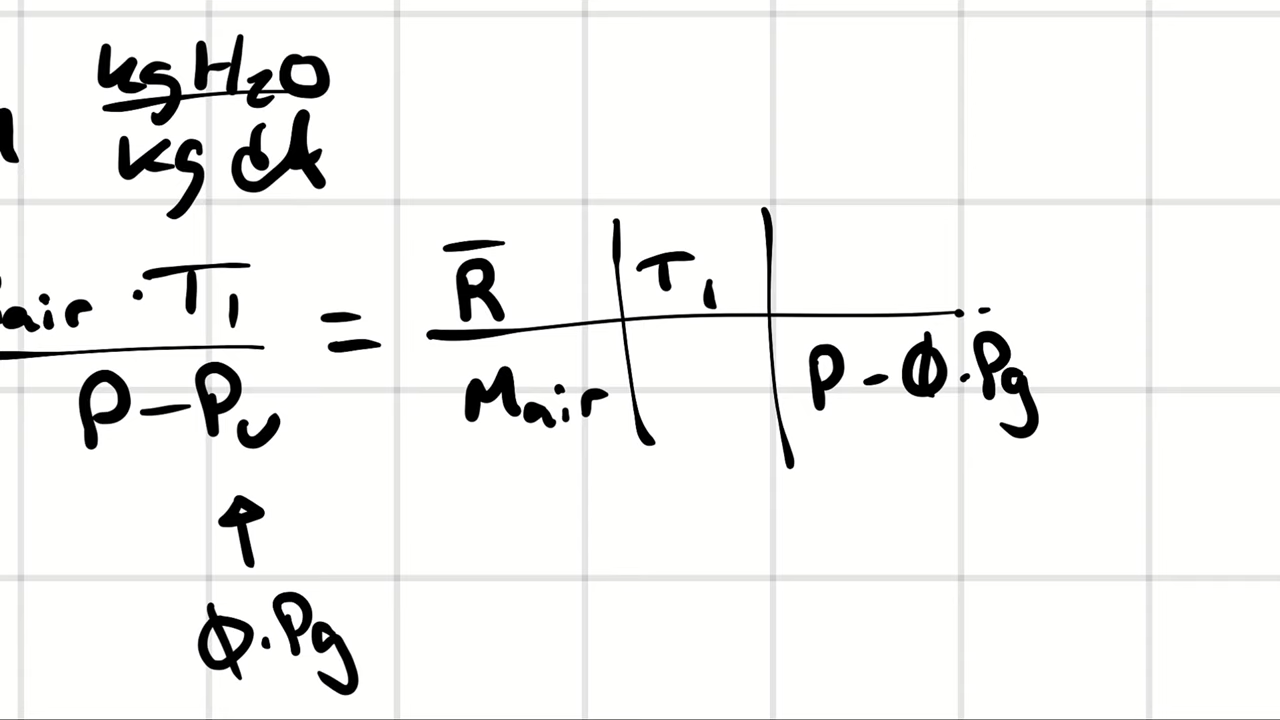 kg H₂O
kg dA
air · T₁ = R̅ | T₁ |
P - Pv Mair | | P - ϕ · Pg
↑
ϕ · Pg